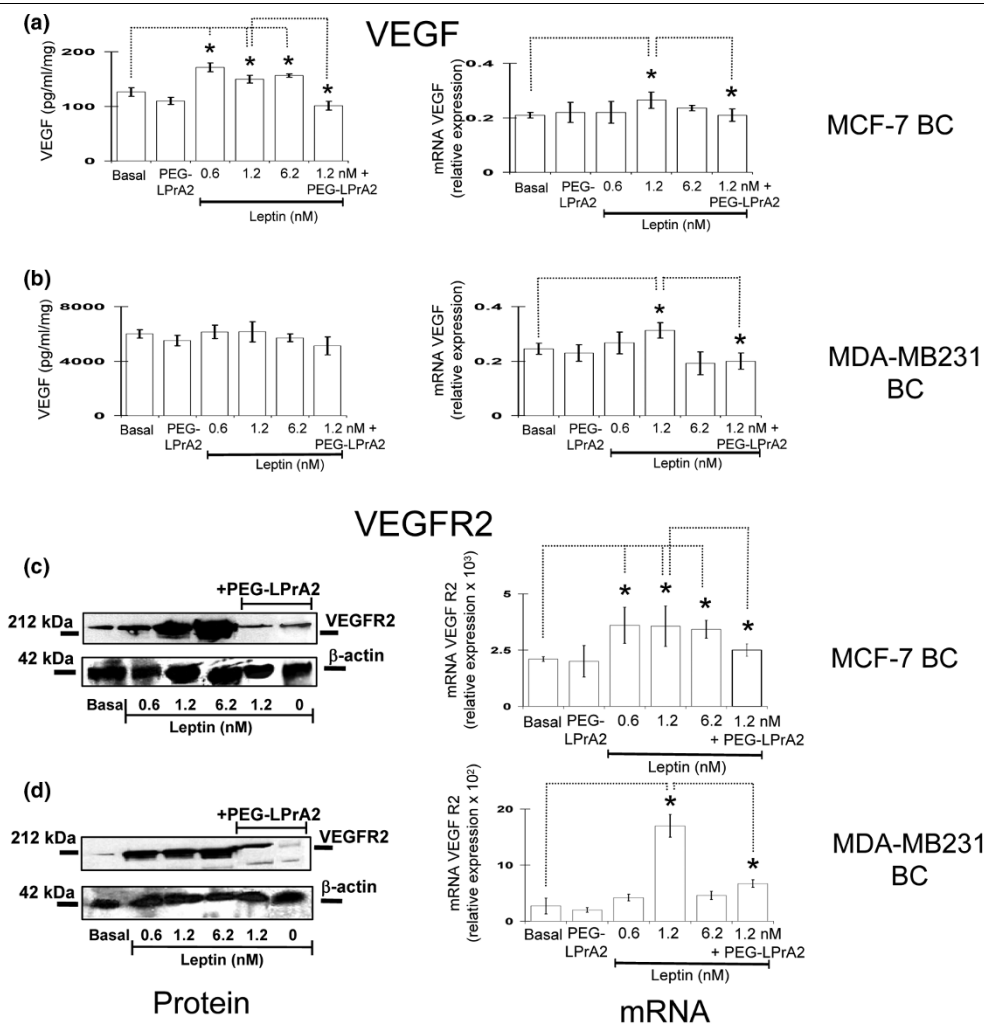 (a)
VEGF
VEGF (pg/ml/mg)
200
100
0
* * * *
Basal PEG-LPrA2 0.6 1.2 6.2 1.2 nM + PEG-LPrA2
Leptin (nM)
mRNA VEGF
(relative expression)
0.4
0.2
0
* *
Basal PEG-LPrA2 0.6 1.2 6.2 1.2 nM + PEG-LPrA2
Leptin (nM)
MCF-7 BC
(b)
VEGF (pg/ml/mg)
8000
4000
0
Basal PEG-LPrA2 0.6 1.2 6.2 1.2 nM + PEG-LPrA2
Leptin (nM)
mRNA VEGF
(relative expression)
0.4
0.2
0
* *
Basal PEG-LPrA2 0.6 1.2 6.2 1.2 nM + PEG-LPrA2
Leptin (nM)
MDA-MB231
BC
VEGFR2
(c)
+PEG-LPrA2
212 kDa
VEGFR2
42 kDa
β-actin
Basa 0.6 1.2 6.2 1.2 0
Leptin (nM)
mRNA VEGF R2
(relative expression x 10³)
5
2.5
0
* * * *
Basal PEG-LPrA2 0.6 1.2 6.2 1.2 nM + PEG-LPrA2
Leptin (nM)
MCF-7 BC
(d)
+PEG-LPrA2
212 kDa
VEGFR2
42 kDa
β-actin
Basal 0.6 1.2 6.2 1.2 0
Leptin (nM)
mRNA VEGF R2
(relative expression x 10²)
20
10
0
* *
Basal PEG-LPrA2 0.6 1.2 6.2 1.2 nM + PEG-LPrA2
Leptin (nM)
MDA-MB231
BC
Protein
mRNA